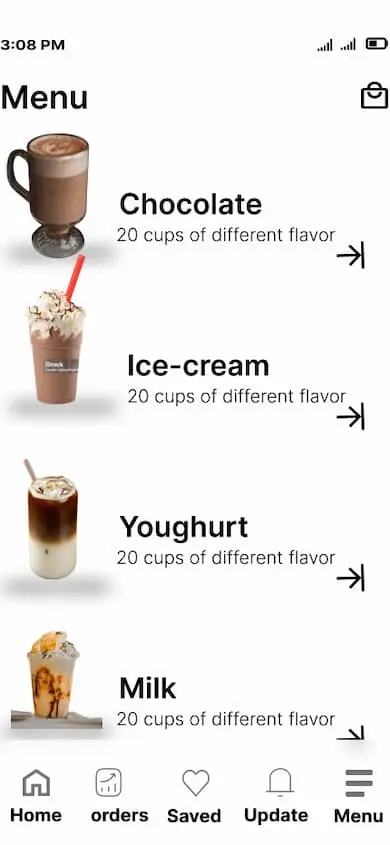 3:08 PM
Menu
Chocolate
20 cups of different flavor
iStock
Ice-cream
20 cups of different flavor
Youghurt
20 cups of different flavor
Milk
20 cups of different flavor
Home orders Saved Update Menu